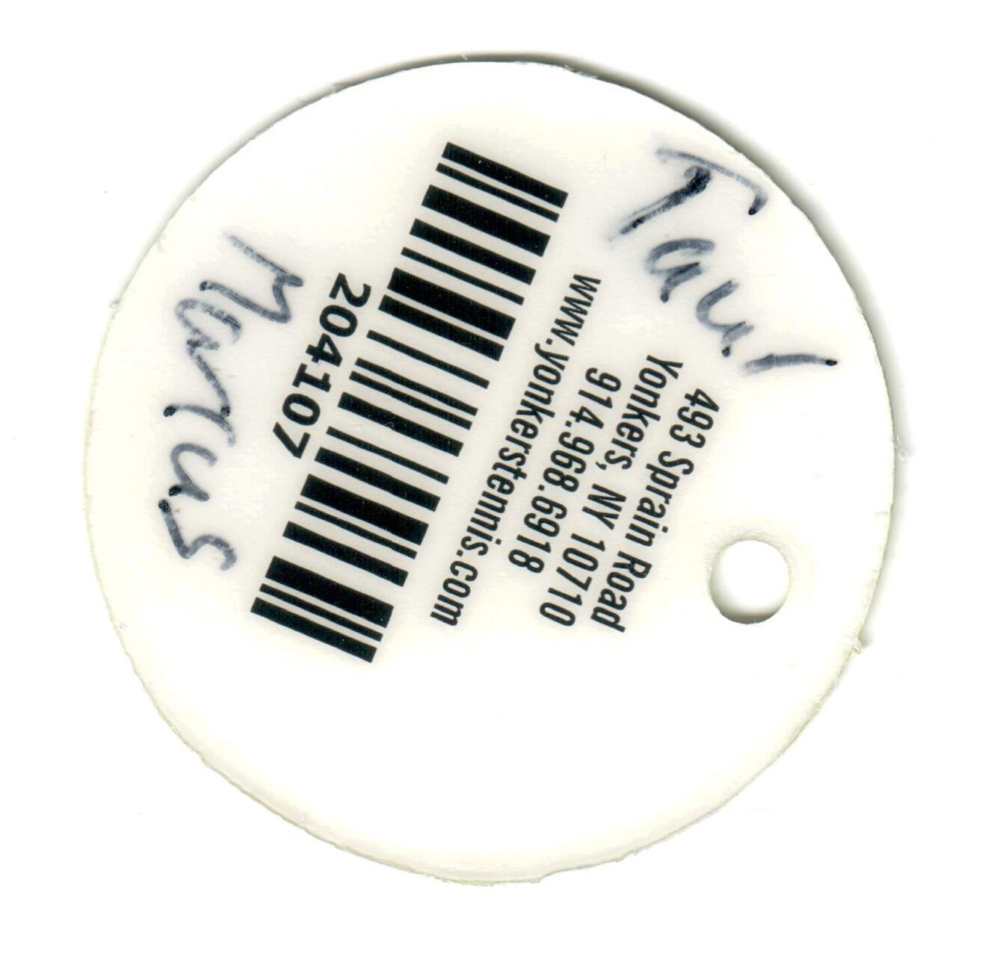 Paul
493 Sprain Road
Yonkers, NY 10710
914.968.6918
www.yonkerstennis.com
204107
Marcus